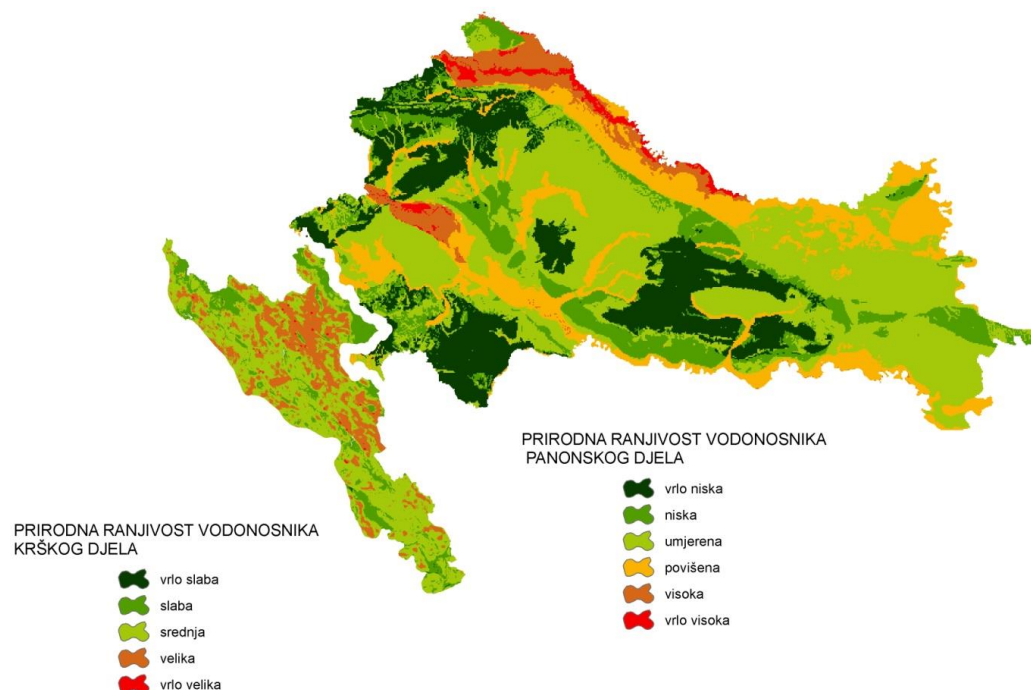 PRIRODNA RANJIVOST VODONOSNIKA
PANONSKOG DJELA
vrlo niska
niska
umjerena
povišena
visoka
vrlo visoka
PRIRODNA RANJIVOST VODONOSNIKA
KRŠKOG DJELA
vrlo slaba
slaba
srednja
velika
vrlo velika